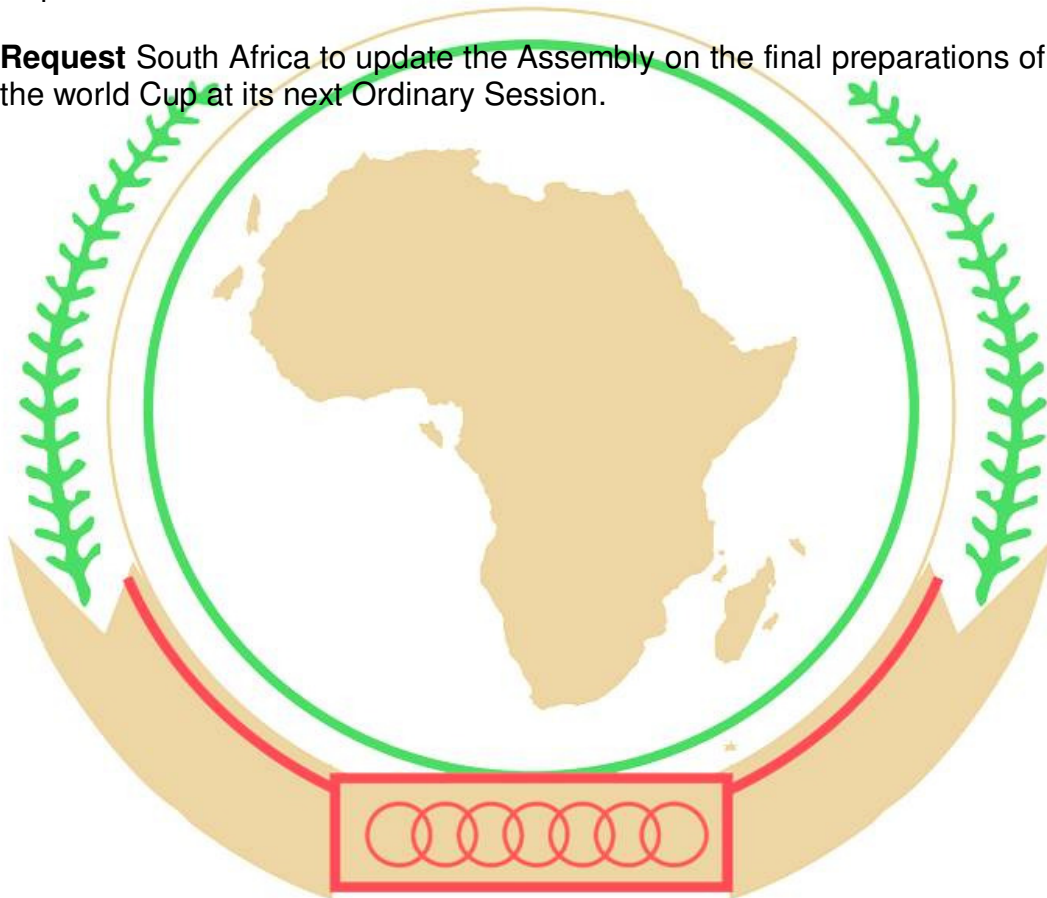 Request South Africa to update the Assembly on the final preparations of
the world Cup at its next Ordinary Session.